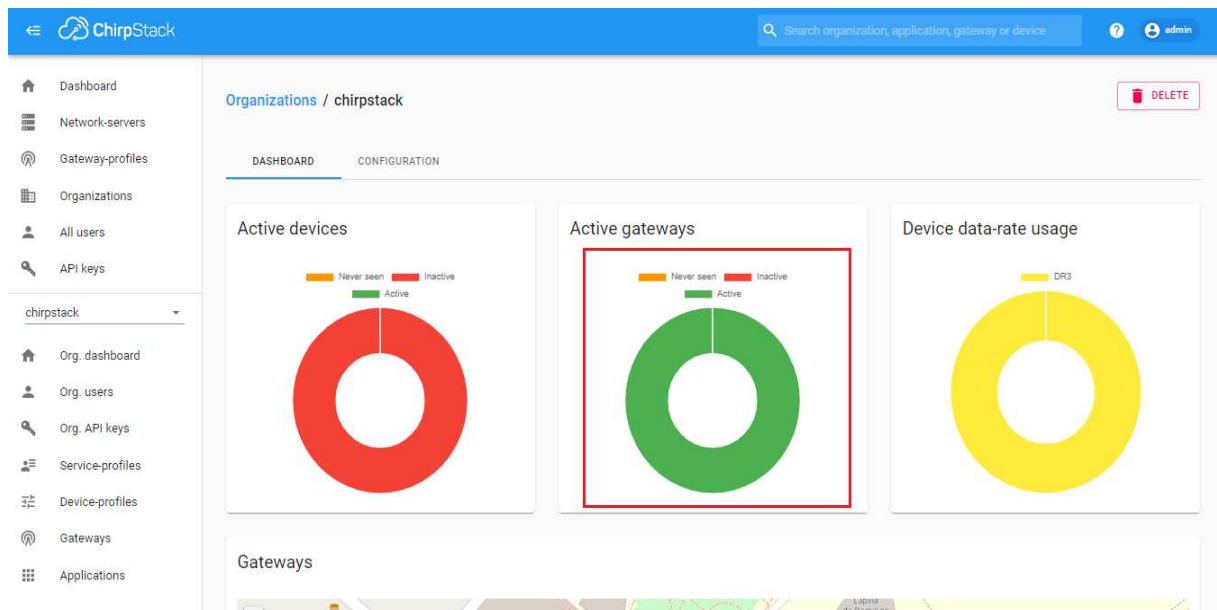 ChirpStack
Search organization, application, gateway or device
?
admin
Dashboard
Network-servers
Gateway-profiles
Organizations
All users
API keys
chirpstack
Org. dashboard
Org. users
Org. API keys
Service-profiles
Device-profiles
Gateways
Applications
Organizations / chirpstack
DELETE
DASHBOARD
CONFIGURATION
Active devices
Never seen Inactive
Active
Active gateways
Never seen Inactive
Active
Device data-rate usage
DR3
Gateways
Lapina